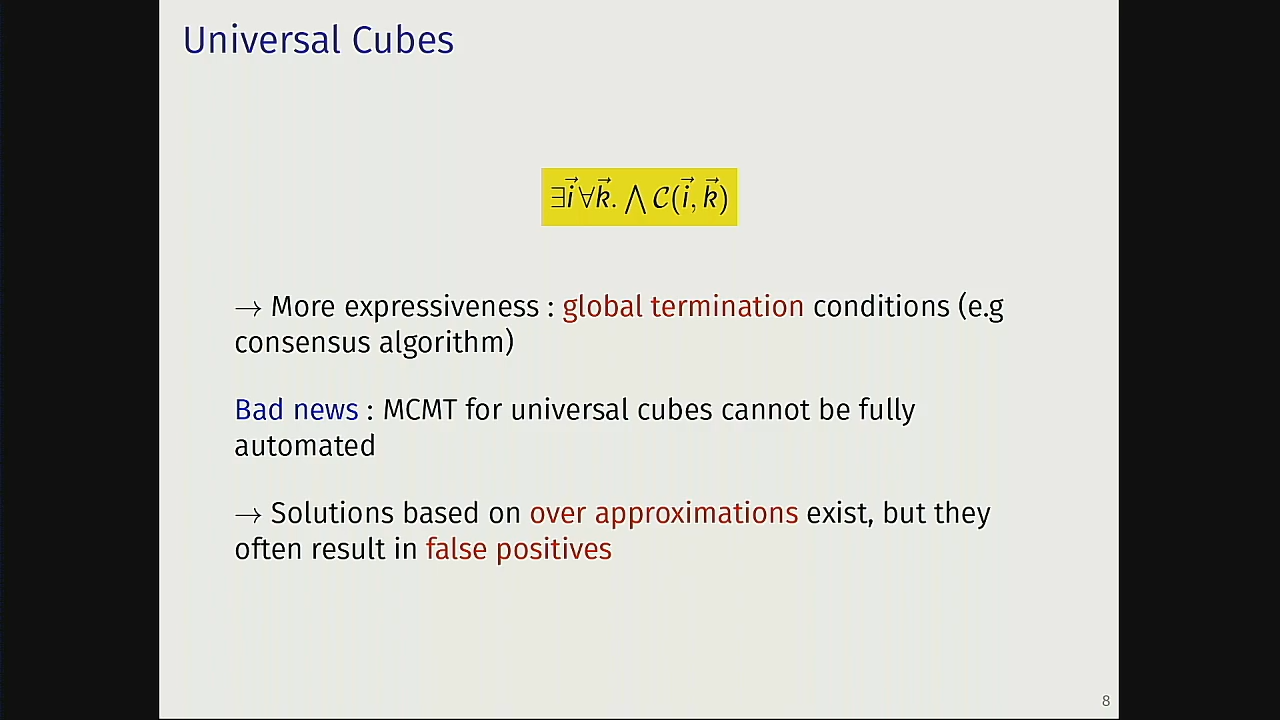 Universal Cubes
∃i⃗∀k⃗. ⋀ 𝒞(i⃗, k⃗)
→ More expressiveness : global termination conditions (e.g
consensus algorithm)
Bad news : MCMT for universal cubes cannot be fully
automated
→ Solutions based on over approximations exist, but they
often result in false positives
8